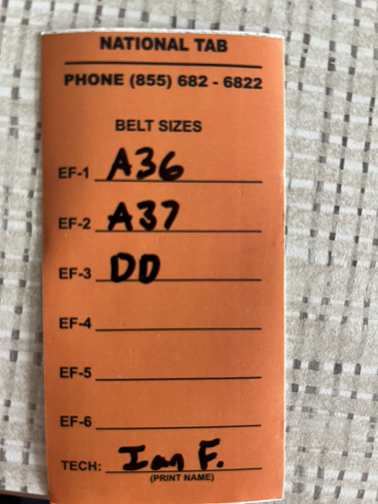 NATIONAL TAB
PHONE (855) 682 - 6822
BELT SIZES
EF-1 A36
EF-2 A37
EF-3 DD
EF-4
EF-5
EF-6
TECH: Ian F.
(PRINT NAME)